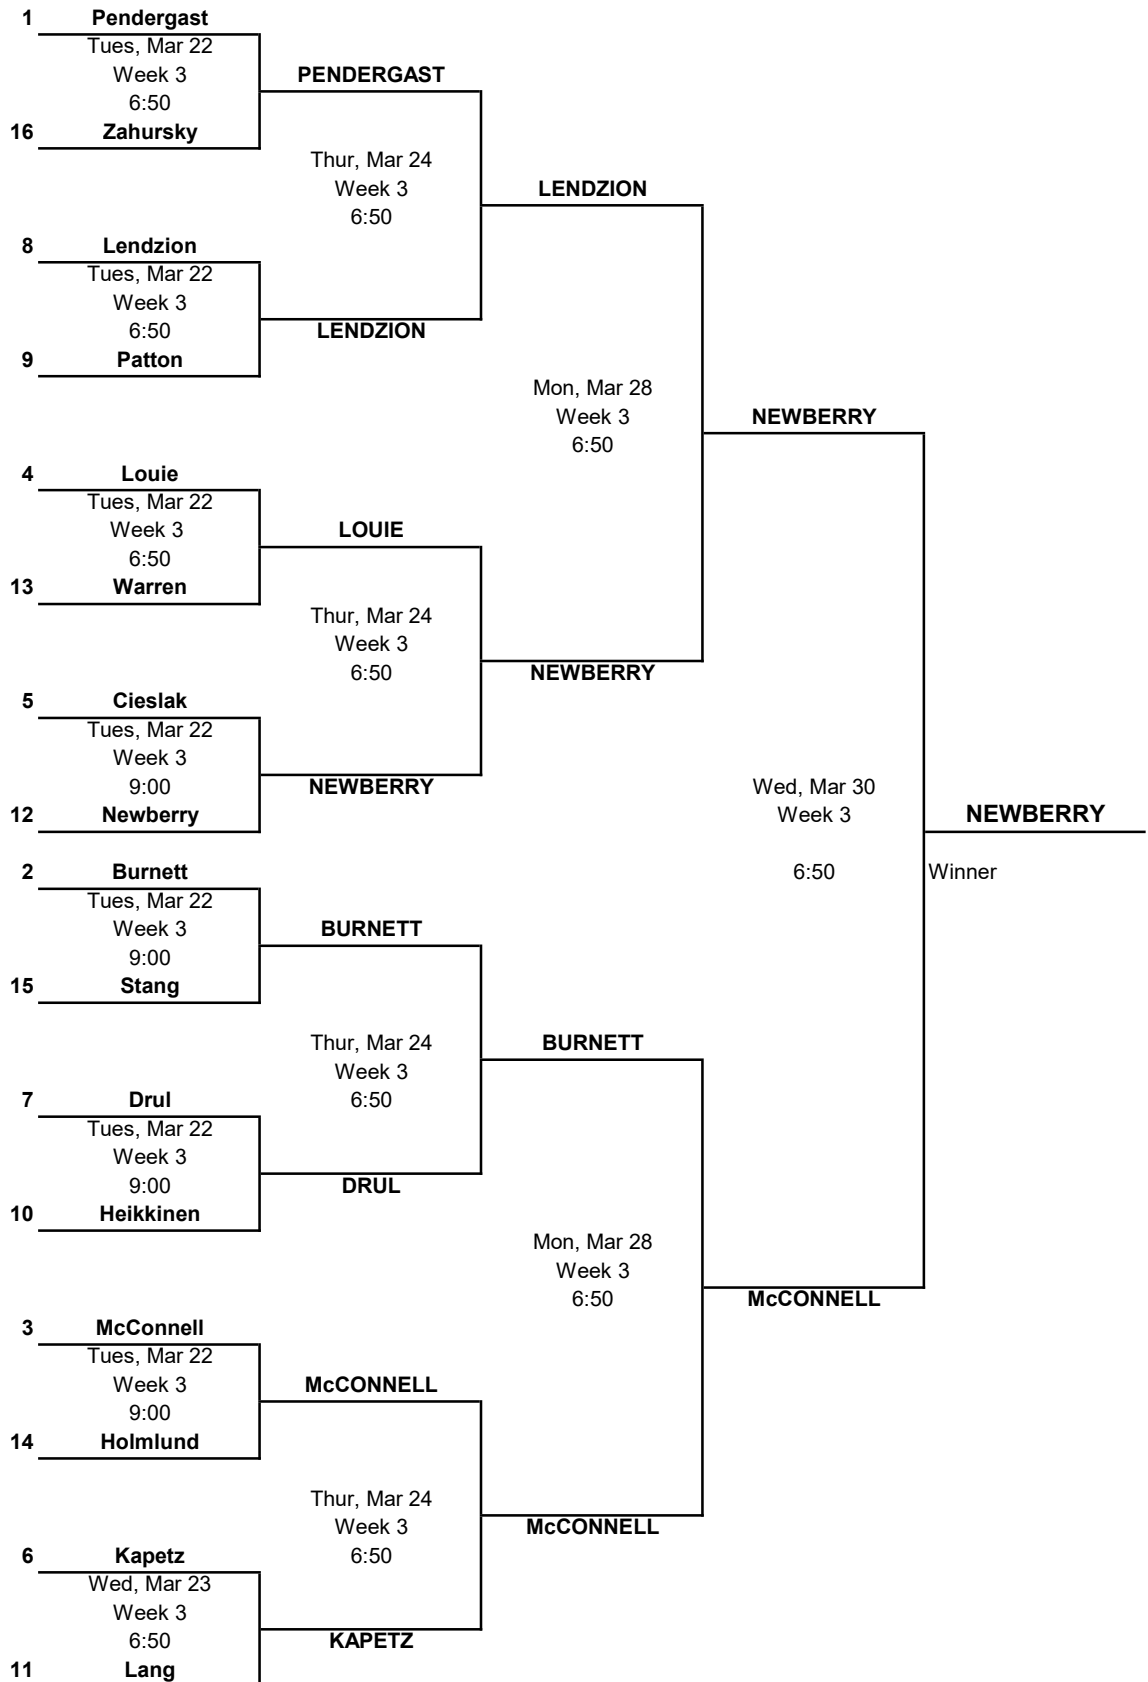 1 Pendergast
Tues, Mar 22
Week 3
6:50
16 Zahursky
PENDERGAST
Thur, Mar 24
Week 3
6:50
8 Lendzion
Tues, Mar 22
Week 3
6:50
9 Patton
LENDZION
LENDZION
Mon, Mar 28
Week 3
6:50
4 Louie
Tues, Mar 22
Week 3
6:50
13 Warren
LOUIE
Thur, Mar 24
Week 3
6:50
5 Cieslak
Tues, Mar 22
Week 3
9:00
12 Newberry
NEWBERRY
NEWBERRY
NEWBERRY
Wed, Mar 30
Week 3
6:50
NEWBERRY
Winner
2 Burnett
Tues, Mar 22
Week 3
9:00
15 Stang
BURNETT
Thur, Mar 24
Week 3
6:50
7 Drul
Tues, Mar 22
Week 3
9:00
10 Heikkinen
DRUL
BURNETT
Mon, Mar 28
Week 3
6:50
McCONNELL
3 McConnell
Tues, Mar 22
Week 3
9:00
14 Holmlund
McCONNELL
Thur, Mar 24
Week 3
6:50
McCONNELL
6 Kapetz
Wed, Mar 23
Week 3
6:50
11 Lang
KAPETZ